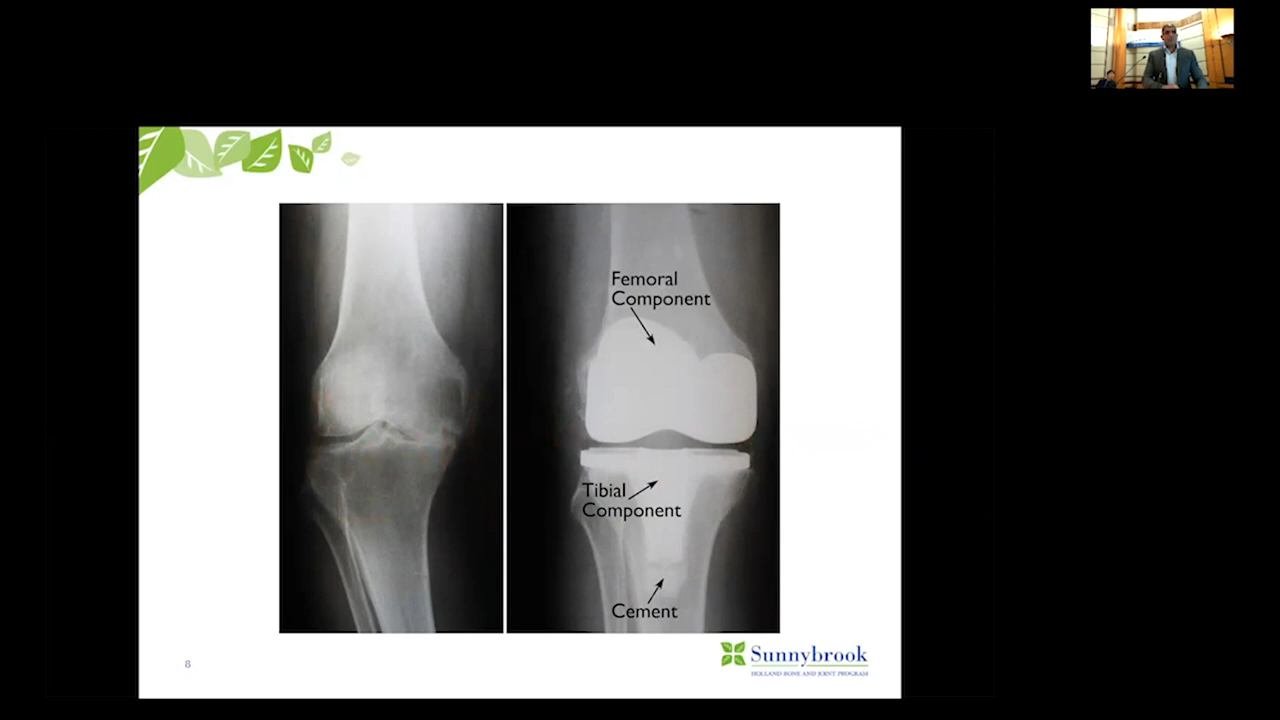 Femoral
Component
Tibial
Component
Cement
8
Sunnybrook
HOLLAND BONE AND JOINT PROGRAM